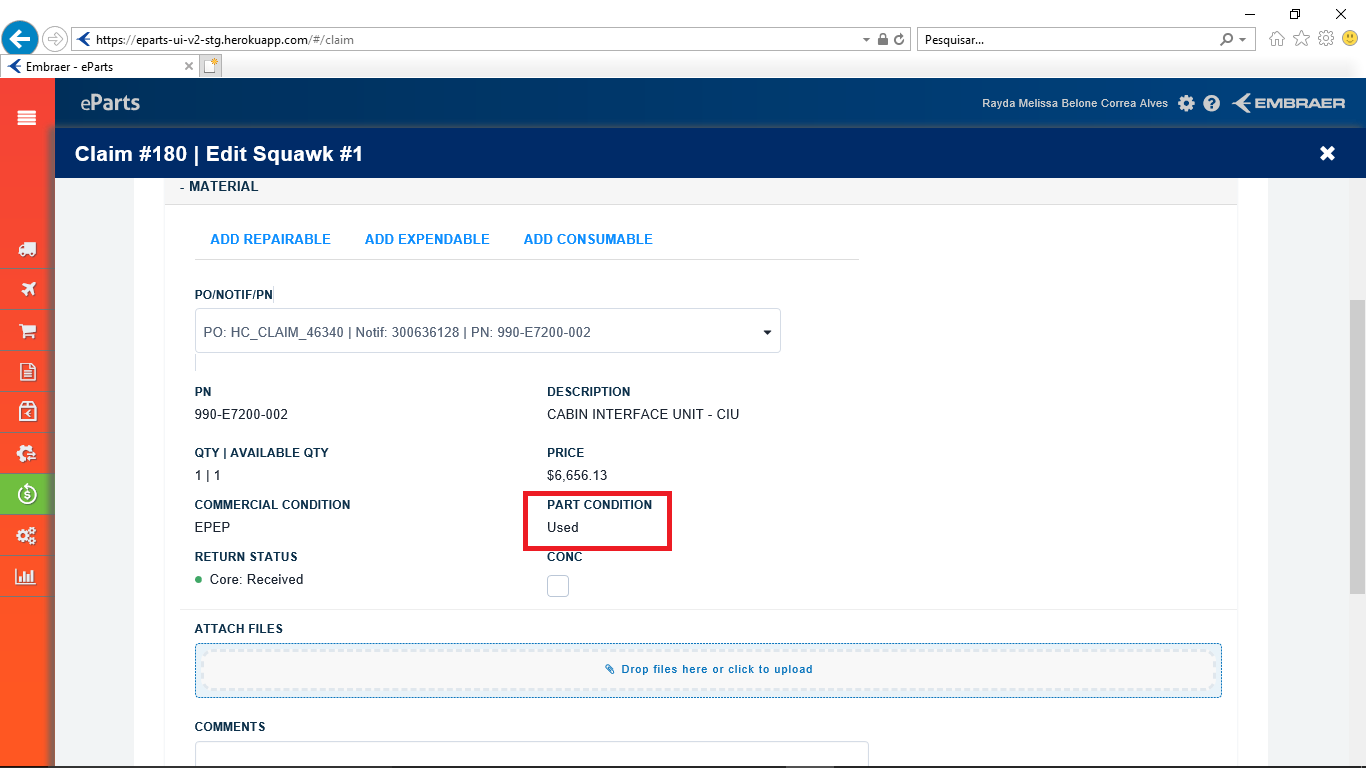 https://eparts-ui-v2-stg.herokuapp.com/#/claim
Pesquisar...
Embraer - eParts
eParts
Rayda Melissa Belone Correa Alves
EMBRAER
Claim #180 | Edit Squawk #1
- MATERIAL
ADD REPAIRABLE ADD EXPENDABLE ADD CONSUMABLE
PO/NOTIF/PN
PO: HC_CLAIM_46340 | Notif: 300636128 | PN: 990-E7200-002
PN
990-E7200-002
DESCRIPTION
CABIN INTERFACE UNIT - CIU
QTY | AVAILABLE QTY
1 | 1
PRICE
$6,656.13
COMMERCIAL CONDITION
EPEP
PART CONDITION
Used
RETURN STATUS
Core: Received
CONC
ATTACH FILES
Drop files here or click to upload
COMMENTS